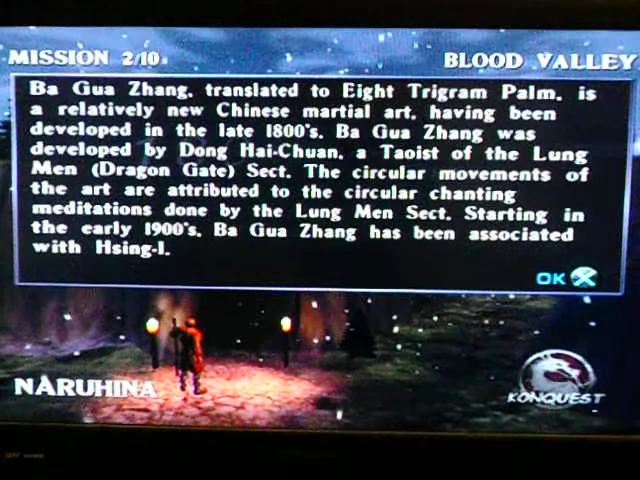 MISSION 2/10
BLOOD VALLEY
Ba Gua Zhang, translated to Eight Trigram Palm, is
a relatively new Chinese martial art, having been
developed in the late 1800's. Ba Gua Zhang was
developed by Dong Hai-Chuan, a Taoist of the Lung
Men (Dragon Gate) Sect. The circular movements of
the art are attributed to the circular chanting
meditations done by the Lung Men Sect. Starting in
the early 1900's, Ba Gua Zhang has been associated
with Hsing-I.
OK
NARUHINA
KONQUEST